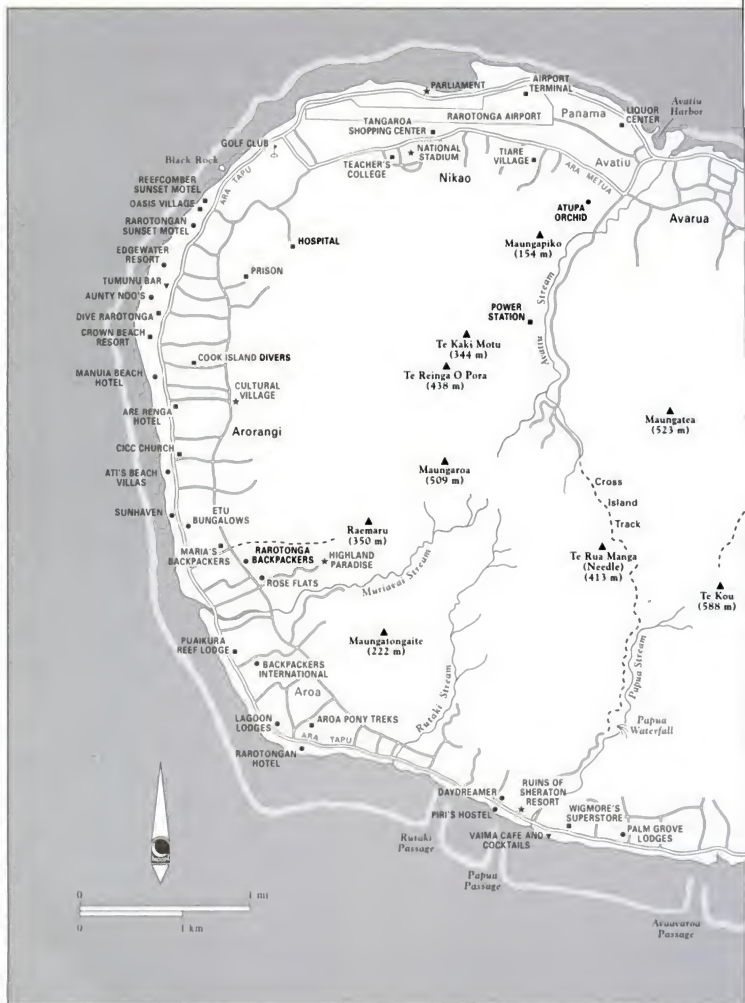 PARLIAMENT
AIRPORT
TERMINAL
Avatiu
Harbor
RAROTONGA AIRPORT
Panama
LIQUOR
CENTER
TANGAROA
SHOPPING CENTER
GOLF CLUB
NATIONAL
STADIUM
TIARE
VILLAGE
Avatiu
Black Rock
ARA TAPU
TEACHER'S
COLLEGE
Nikao
ARA METUA
REEFCOMBER
SUNSET MOTEL
OASIS VILLAGE
RAROTONGAN
SUNSET MOTEL
ATUPA
ORCHID
Avarua
HOSPITAL
Maungapiko
(154 m)
EDGEWATER
RESORT
PRISON
TUMUNU BAR
AUNTY NOO'S
DIVE RAROTONGA
CROWN BEACH
RESORT
POWER
STATION
Avatiu Stream
Te Kaki Motu
(344 m)
Te Reinga O Pora
(438 m)
COOK ISLAND DIVERS
MANUIA BEACH
HOTEL
CULTURAL
VILLAGE
ARE RENGA
HOTEL
Arorangi
Maungatea
(523 m)
CICC CHURCH
ATI'S BEACH
VILLAS
Maungaroa
(509 m)
Cross
Island
Track
SUNHAVEN
ETU
BUNGALOWS
Raemaru
(350 m)
MARIA'S
BACKPACKERS
RAROTONGA
BACKPACKERS
HIGHLAND
PARADISE
ROSE FLATS
Muriavai Stream
Te Rua Manga
(Needle)
(413 m)
Te Kou
(588 m)
Maungatongaite
(222 m)
PUAIKURA
REEF LODGE
BACKPACKERS
INTERNATIONAL
Aroa
Rutaki Stream
Papua Stream
Papua
Waterfall
LAGOON
LODGES
AROA PONY TREKS
ARA TAPU
RAROTONGAN
HOTEL
DAYDREAMER
RUINS OF
SHERATON
RESORT
PIRI'S HOSTEL
WIGMORE'S
SUPERSTORE
VAIMA CAFE AND
COCKTAILS
PALM GROVE
LODGES
Rutaki
Passage
Papua
Passage
Avaavaroa
Passage
0 1 mi
0 1 km